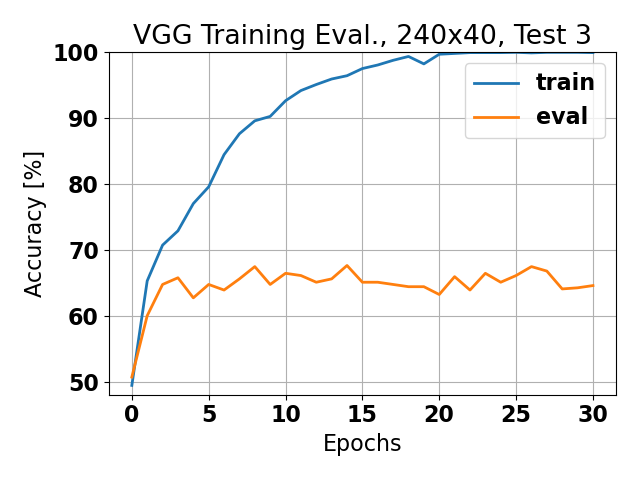 VGG Training Eval., 240x40, Test 3
100
90
80
70
60
50
Accuracy [%]
train
eval
0 5 10 15 20 25 30
Epochs